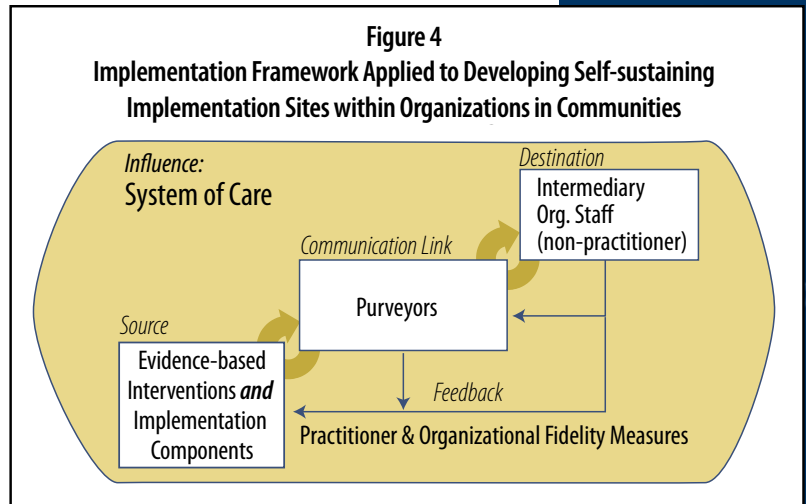 Figure 4
Implementation Framework Applied to Developing Self-sustaining
Implementation Sites within Organizations in Communities
Influence:
System of Care
Destination
Intermediary
Org. Staff
(non-practitioner)
Communication Link
Purveyors
Source
Evidence-based
Interventions and
Implementation
Components
Feedback
Practitioner & Organizational Fidelity Measures